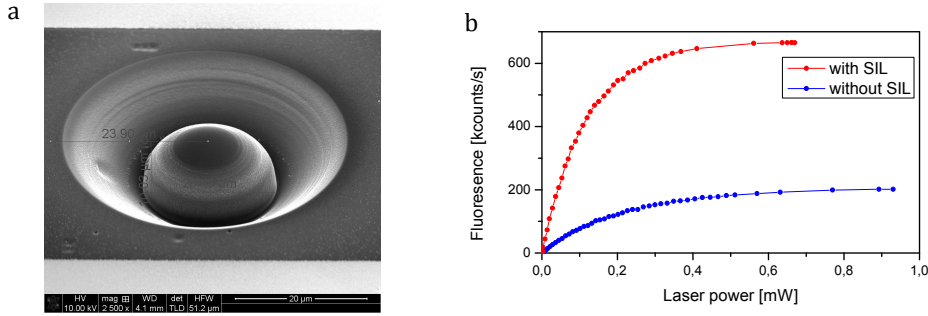 a
b
23.90
HV
mag
WD
det
HFW
20 µm
10.00 kV
2 500 x
4.1 mm
TLD
51.2 µm
Fluoresence [kcounts/s]
600
400
200
0
with SIL
without SIL
0,0
0,2
0,4
0,6
0,8
1,0
Laser power [mW]